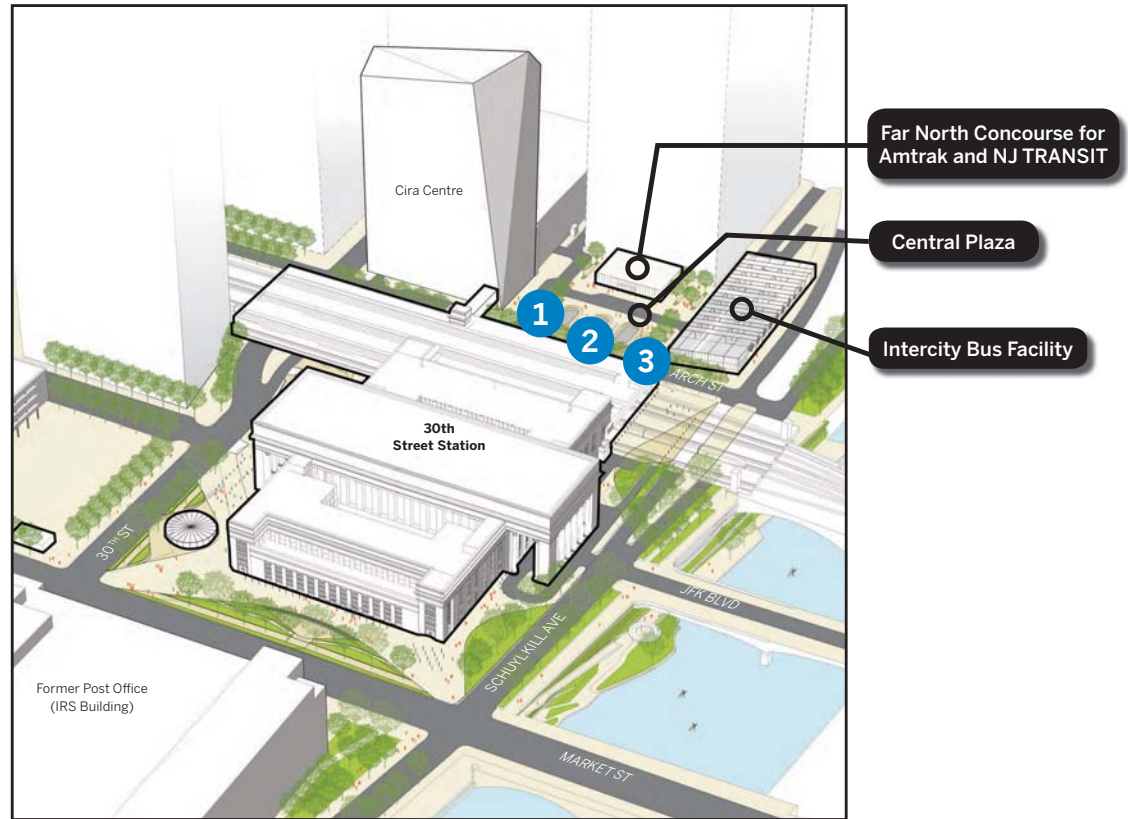 Far North Concourse for
Amtrak and NJ TRANSIT
Cira Centre
Central Plaza
1
2
3
Intercity Bus Facility
ARCH ST
30th
Street Station
30TH ST
JFK BLVD
SCHUYLKILL AVE
Former Post Office
(IRS Building)
MARKET ST